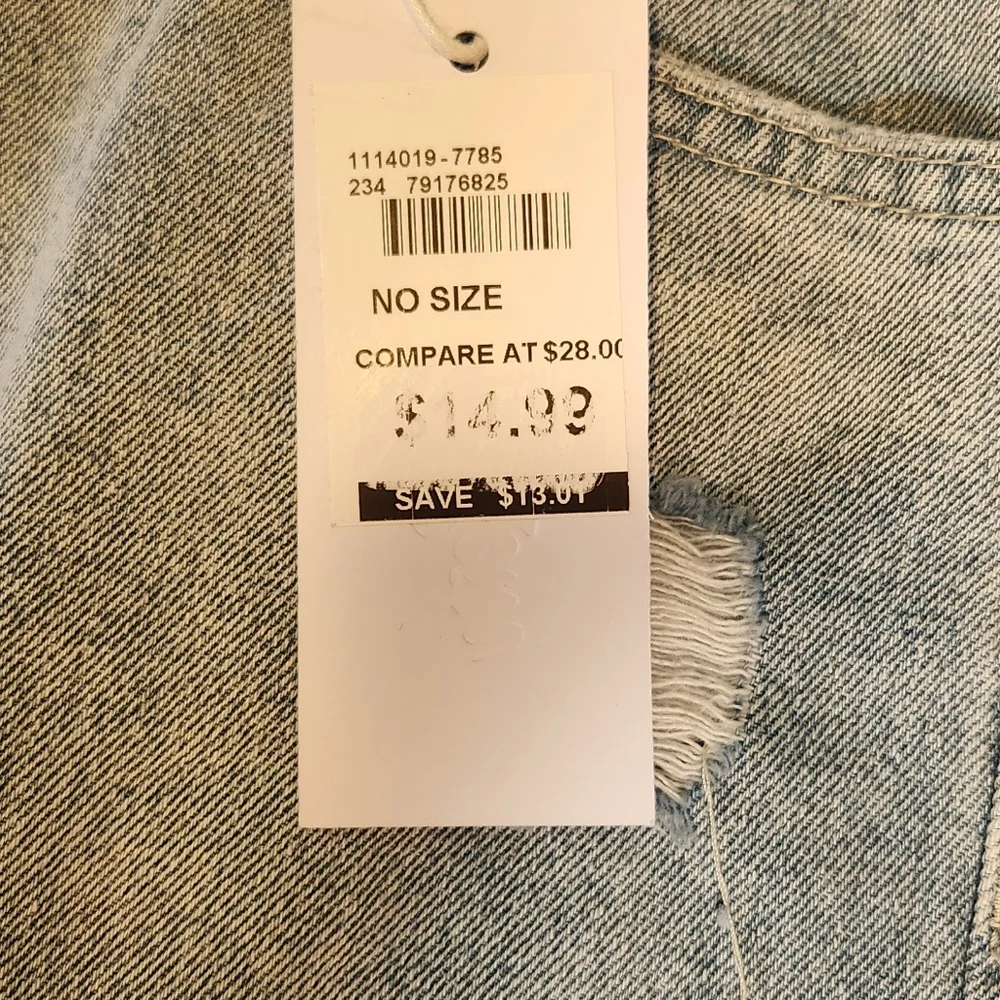 1114019-7785
234 79176825
NO SIZE
COMPARE AT $28.00
$14.99
SAVE $13.01